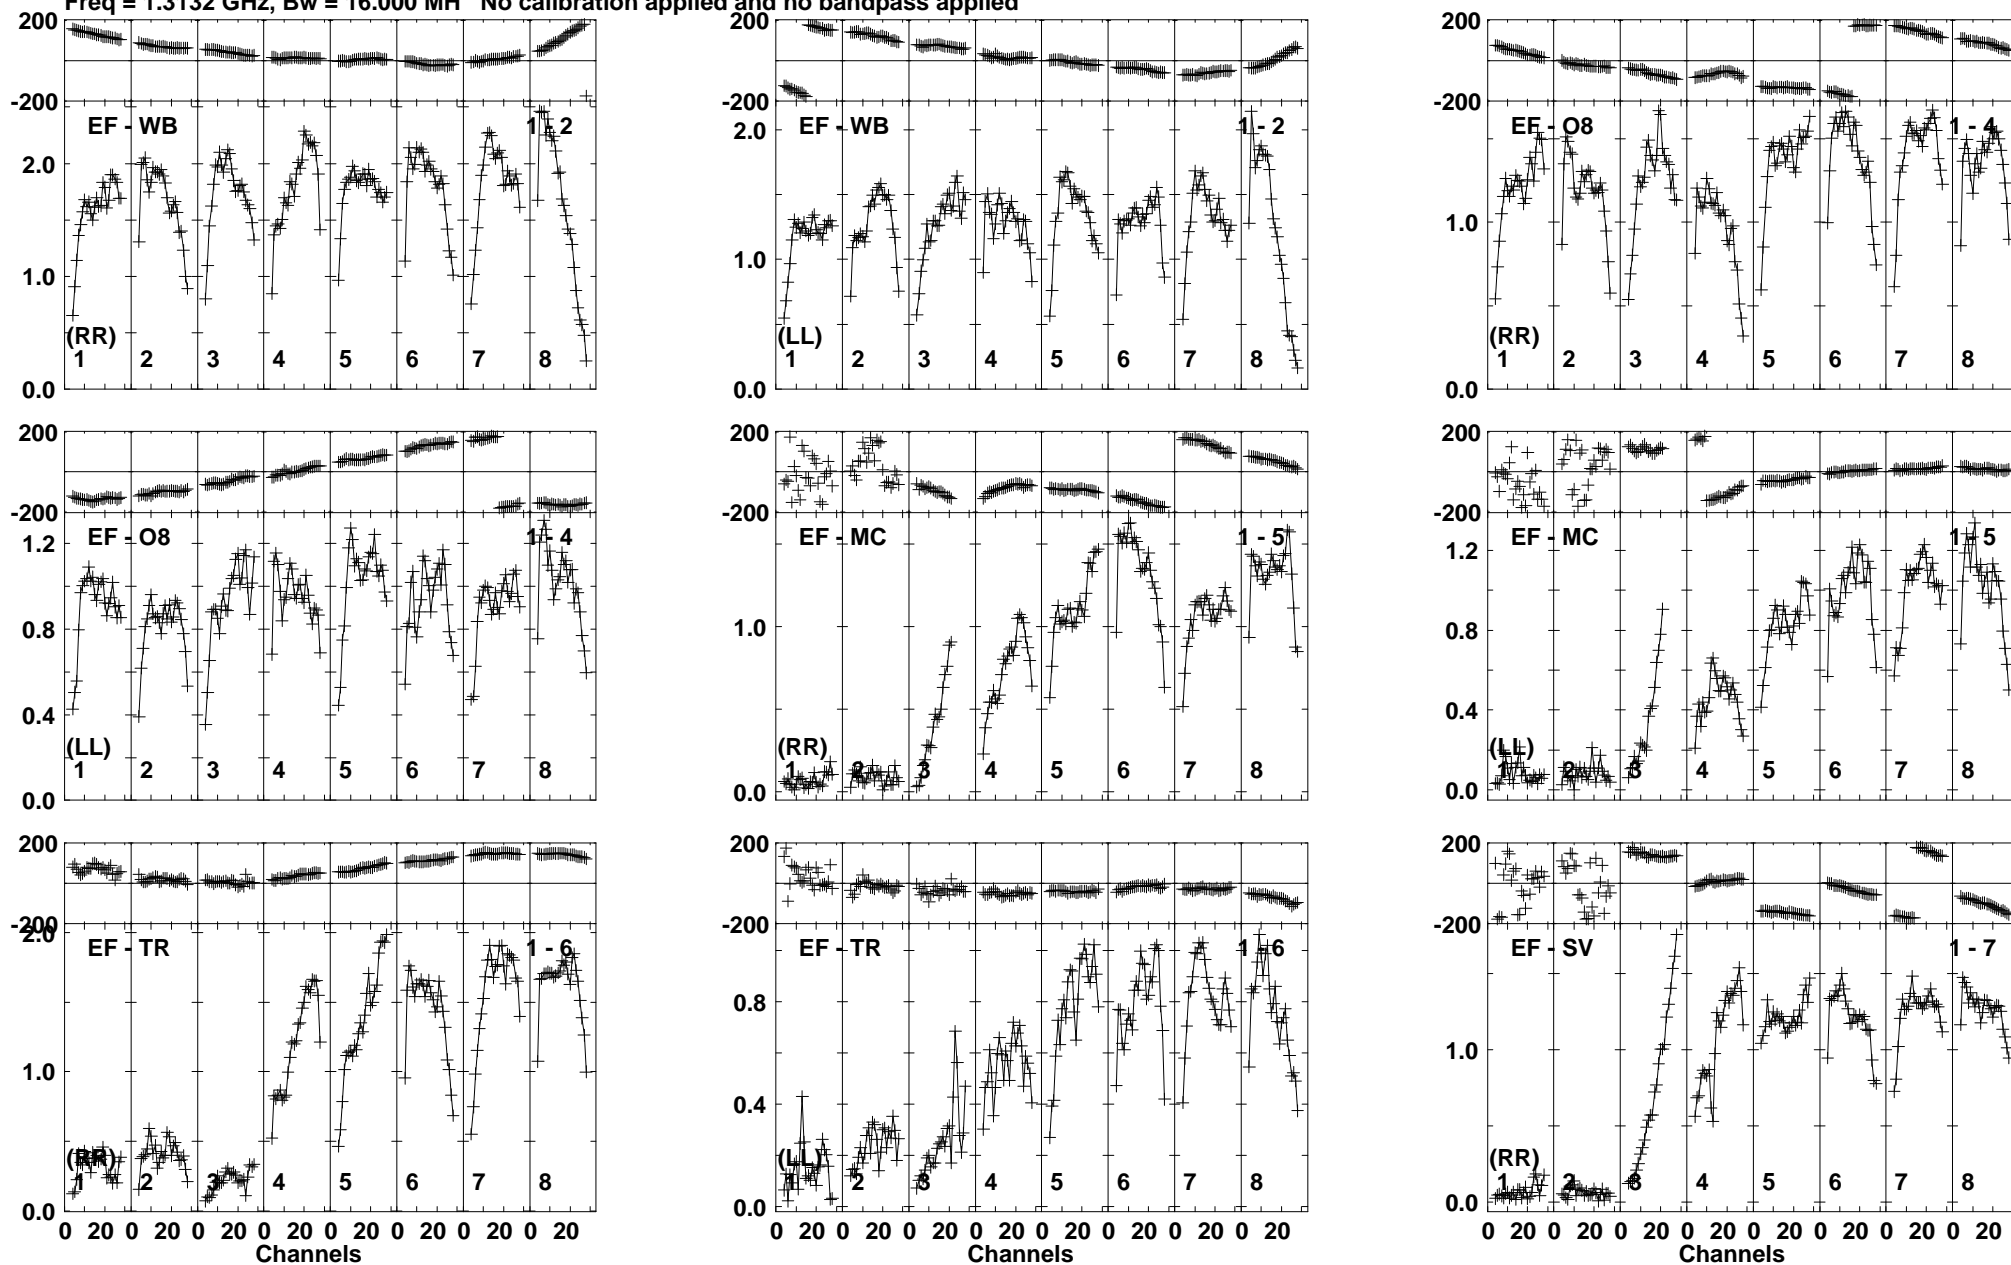 Freq = 1.3132 GHz, Bw = 16.000 MH No calibration applied and no bandpass applied
200 200 200
-200 -200 -200
EF - WB 1 - 2 EF - WB 1 - 2 EF - O8 1 - 4
2.0 2.0
1.0 1.0 1.0
(RR) (LL) (RR)
1 2 3 4 5 6 7 8 1 2 3 4 5 6 7 8 1 2 3 4 5 6 7 8
0.0 0.0 0.0
200 200 200
-200 -200 -200
EF - O8 1 - 4 EF - MC 1 - 5 EF - MC 1 - 5
1.2 1.2
0.8 1.0 0.8
0.4 0.4
(LL) (RR) (LL)
1 2 3 4 5 6 7 8 1 2 3 4 5 6 7 8 1 2 3 4 5 6 7 8
0.0 0.0 0.0
200 200 200
-200 -200 -200
2.0
EF - TR 1 - 6 EF - TR 1 - 6 EF - SV 1 - 7
1.0 0.8 1.0
0.4
(RR) (LL) (RR)
1 2 3 4 5 6 7 8 1 2 3 4 5 6 7 8 1 2 3 4 5 6 7 8
0.0 0.0 0.0
0 20 0 20 0 20 0 20 0 20 0 20 0 20 0 20 0 20 0 20 0 20 0 20 0 20 0 20 0 20 0 20 0 20 0 20 0 20 0 20 0 20 0 20 0 20 0 20
Channels Channels Channels